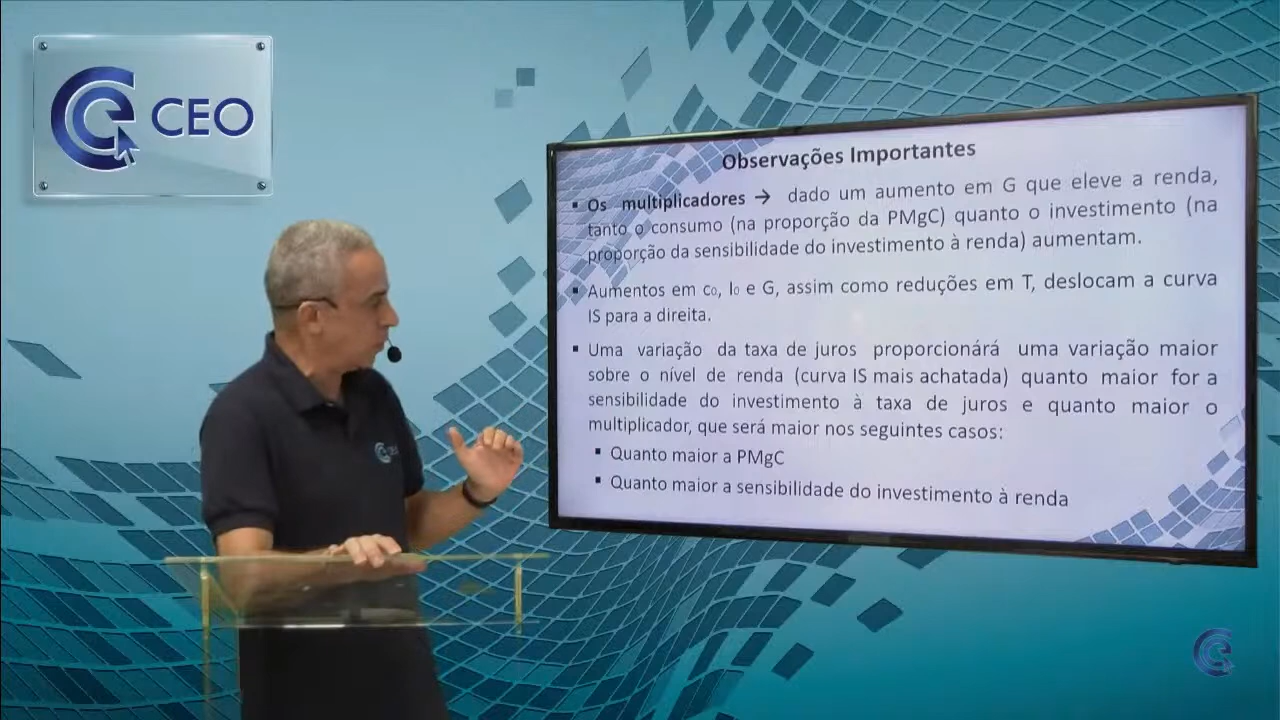 CEO
Observações Importantes
▪ Os multiplicadores → dado um aumento em G que eleve a renda,
tanto o consumo (na proporção da PMgC) quanto o investimento (na
proporção da sensibilidade do investimento à renda) aumentam.
▪ Aumentos em c₀, I₀ e G, assim como reduções em T, deslocam a curva
IS para a direita.
▪ Uma variação da taxa de juros proporcionárá uma variação maior
sobre o nível de renda (curva IS mais achatada) quanto maior for a
sensibilidade do investimento à taxa de juros e quanto maior o
multiplicador, que será maior nos seguintes casos:
▪ Quanto maior a PMgC
▪ Quanto maior a sensibilidade do investimento à renda
CEO